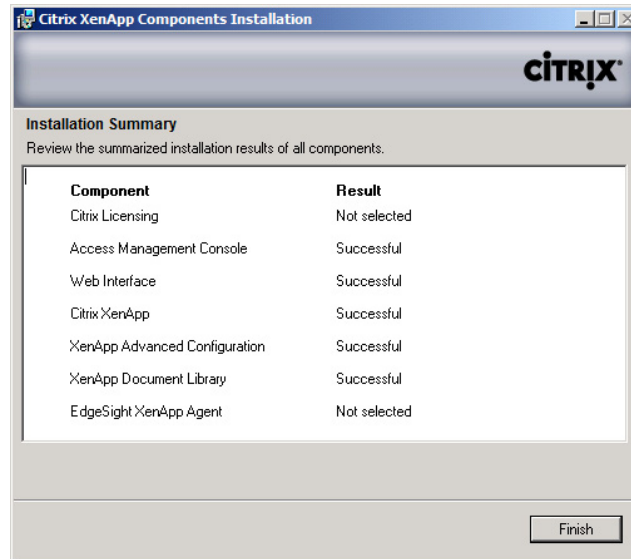 Citrix XenApp Components Installation
CİTRIX
Installation Summary
Review the summarized installation results of all components.
Component Result
Citrix Licensing Not selected
Access Management Console Successful
Web Interface Successful
Citrix XenApp Successful
XenApp Advanced Configuration Successful
XenApp Document Library Successful
EdgeSight XenApp Agent Not selected
Finish